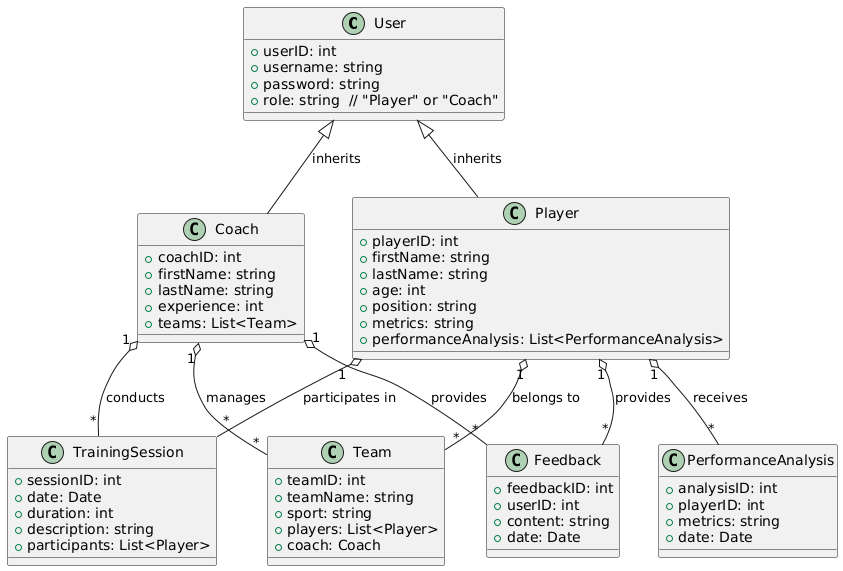 C User
userID: int
username: string
password: string
role: string // "Player" or "Coach"
inherits
inherits
C Coach
coachID: int
firstName: string
lastName: string
experience: int
teams: List<Team>
C Player
playerID: int
firstName: string
lastName: string
age: int
position: string
metrics: string
performanceAnalysis: List<PerformanceAnalysis>
1
1
1
1
1
1
1
conducts
manages
participates in
provides
belongs to
provides
receives
*
*
*
*
*
*
*
C TrainingSession
sessionID: int
date: Date
duration: int
description: string
participants: List<Player>
C Team
teamID: int
teamName: string
sport: string
players: List<Player>
coach: Coach
C Feedback
feedbackID: int
userID: int
content: string
date: Date
C PerformanceAnalysis
analysisID: int
playerID: int
metrics: string
date: Date